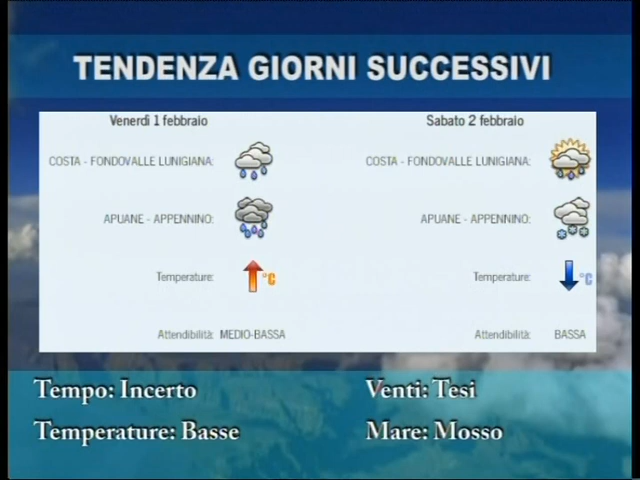 TENDENZA GIORNI SUCCESSIVI
Venerdì 1 febbraio
COSTA - FONDOVALLE LUNIGIANA:
APUANE - APPENNINO:
Temperature: °C
Attendibilità: MEDIO-BASSA
Sabato 2 febbraio
COSTA - FONDOVALLE LUNIGIANA:
APUANE - APPENNINO:
Temperature: °C
Attendibilità: BASSA
Tempo: Incerto
Temperature: Basse
Venti: Tesi
Mare: Mosso